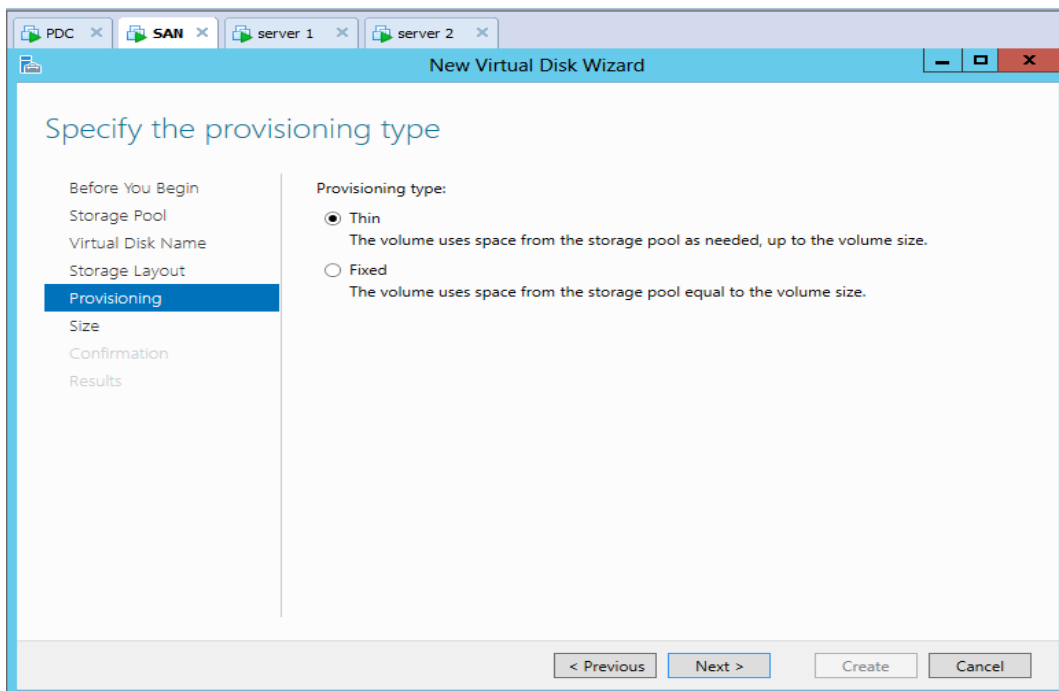 PDC SAN server 1 server 2
New Virtual Disk Wizard
Specify the provisioning type
Before You Begin
Storage Pool
Virtual Disk Name
Storage Layout
Provisioning
Size
Confirmation
Results
Provisioning type:
Thin
The volume uses space from the storage pool as needed, up to the volume size.
Fixed
The volume uses space from the storage pool equal to the volume size.
< Previous Next > Create Cancel